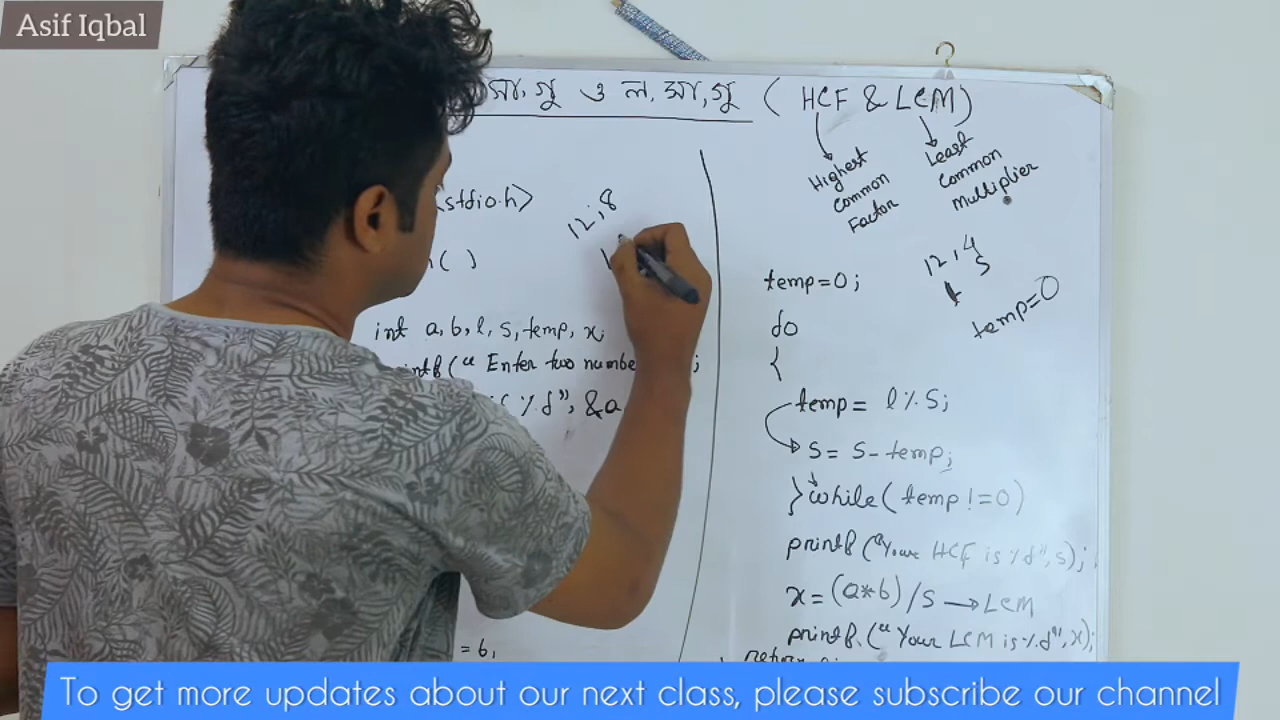 Asif Iqbal
সা,গু ও ল,সা,গু ( HCF & LCM )
Highest
Common
Factor
Least
Common
Multiplier
<stdio.h>
( )
12, 8
int a, b, l, s, temp, x;
printf(" Enter two numbe ;
%d", &a
= b,
temp=0;
12, 4
5
temp=0
do
{
temp= l%S;
S= S-temp;
}while(temp!=0)
printf("Your HCF is %d", s);
x=(a*b)/S →LCM
printf("Your LCM is %d",x);
To get more updates about our next class, please subscribe our channel